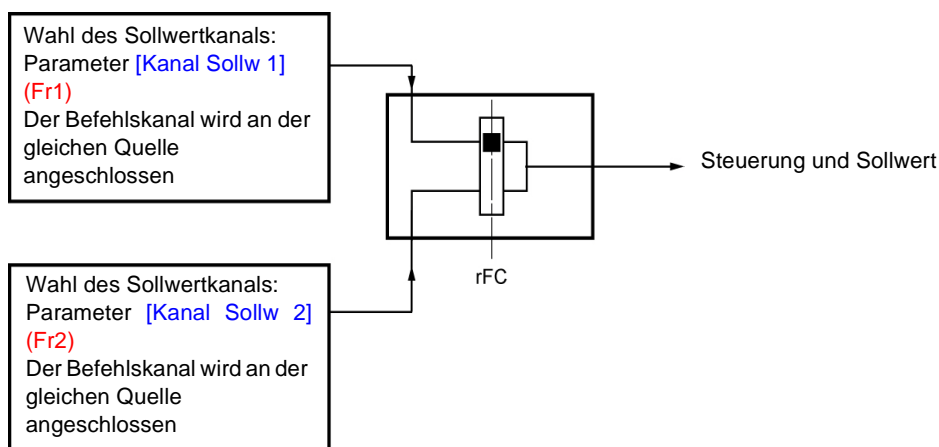 Wahl des Sollwertkanals:
Parameter [Kanal Sollw 1]
(Fr1)
Der Befehlskanal wird an der
gleichen Quelle
angeschlossen
Steuerung und Sollwert
rFC
Wahl des Sollwertkanals:
Parameter [Kanal Sollw 2]
(Fr2)
Der Befehlskanal wird an der
gleichen Quelle
angeschlossen